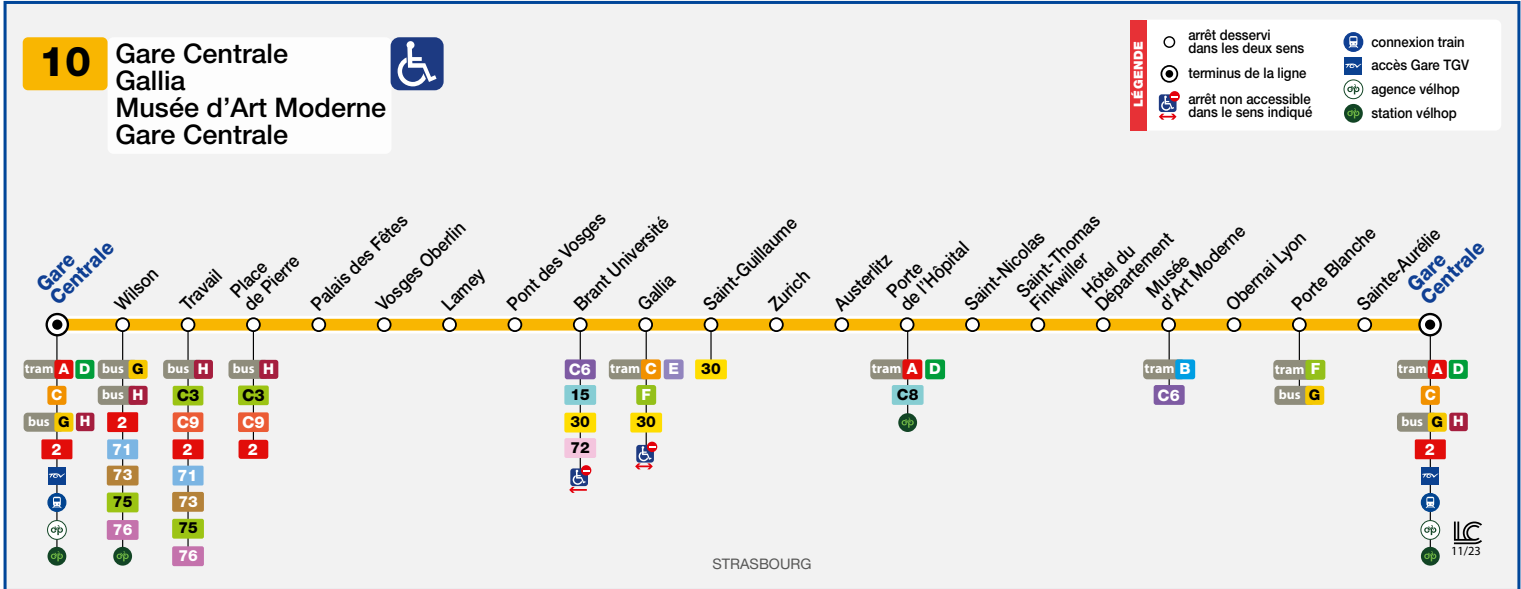 10
Gare Centrale
Gallia
Musée d'Art Moderne
Gare Centrale
LÉGENDE
arrêt desservi
dans les deux sens
terminus de la ligne
arrêt non accessible
dans le sens indiqué
connexion train
TGV
accès Gare TGV
agence vélhop
station vélhop
Gare
Centrale
Wilson
Travail
Place
de Pierre
Palais des Fêtes
Vosges Oberlin
Lamey
Pont des Vosges
Brant Université
Gallia
Saint-Guillaume
Zurich
Austerlitz
Porte
de l'Hôpital
Saint-Nicolas
Saint-Thomas
Finkwiller
Hôtel du
Département
Musée
d'Art Moderne
Obernai Lyon
Porte Blanche
Sainte-Aurélie
Gare
Centrale
tram A D
C
bus G H
2
TGV
bus G
bus H
2
71
73
75
76
bus H
C3
C9
2
71
73
75
76
bus H
C3
C9
2
C6
15
30
72
tram C E
F
30
30
tram A D
C8
tram B
C6
tram F
bus G
tram A D
C
bus G H
2
TGV
LC
11/23
STRASBOURG